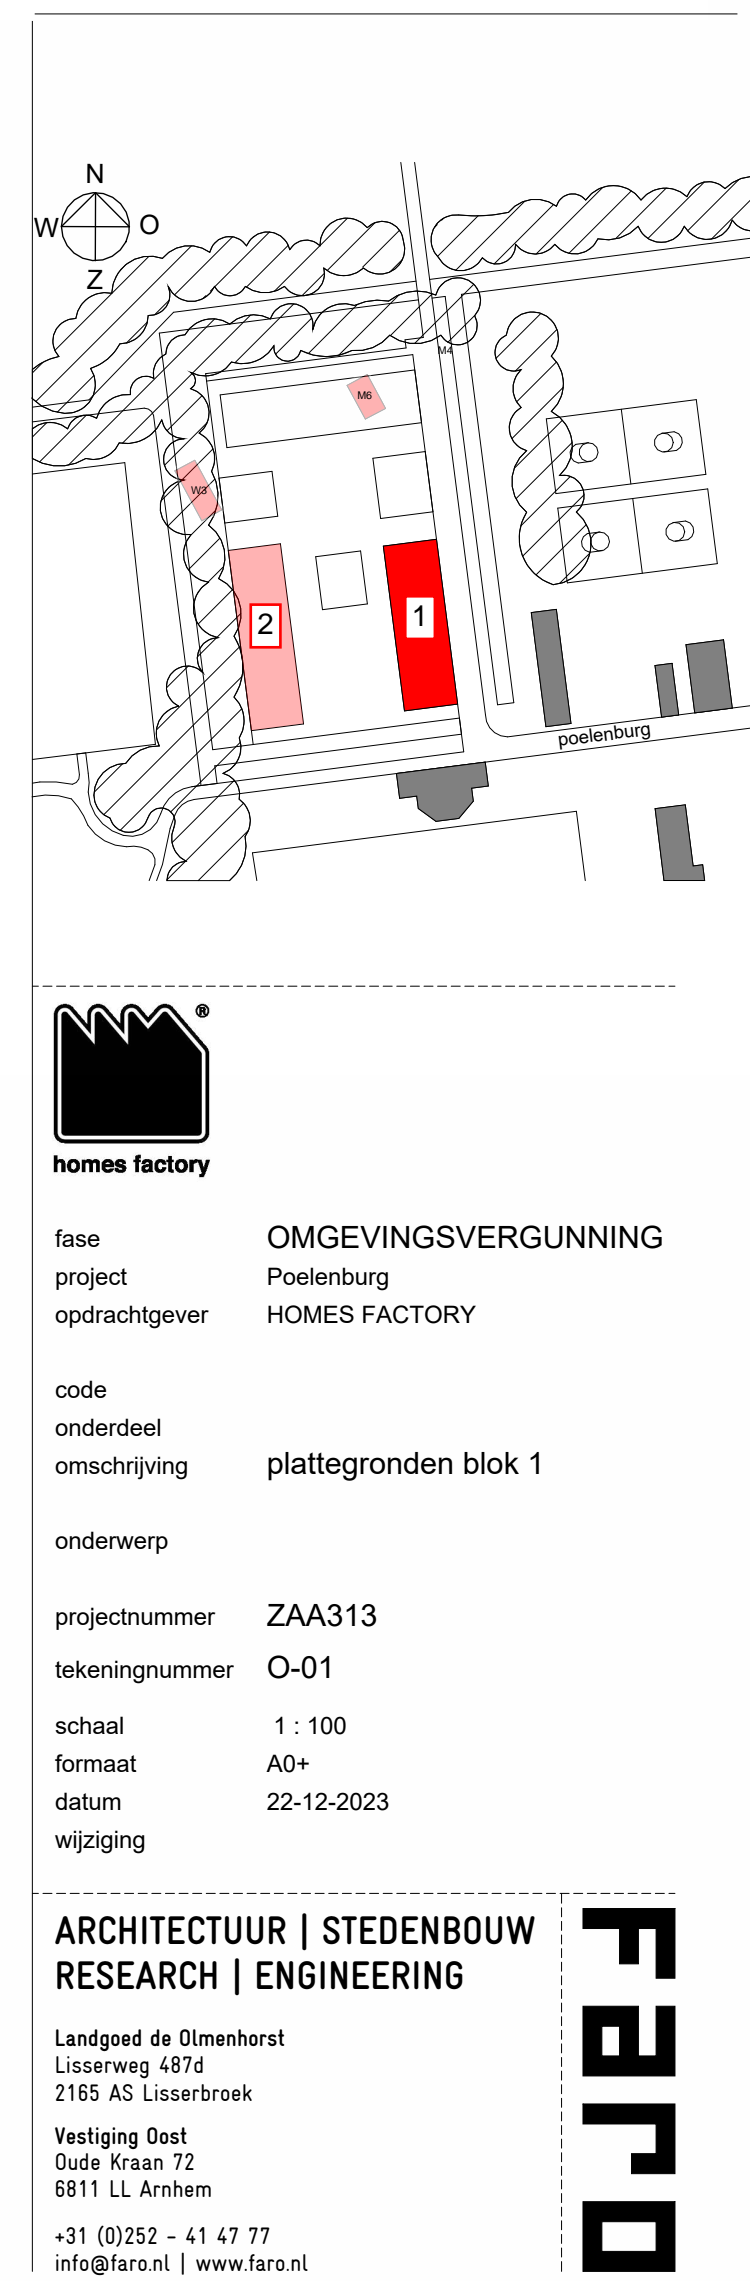 N
W O
Z
M4
M6
W3
2
1
poelenburg
®
homes factory
fase OMGEVINGSVERGUNNING
project Poelenburg
opdrachtgever HOMES FACTORY
code
onderdeel
omschrijving plattegronden blok 1
onderwerp
projectnummer ZAA313
tekeningnummer O-01
schaal 1 : 100
formaat A0+
datum 22-12-2023
wijziging
ARCHITECTUUR | STEDENBOUW
RESEARCH | ENGINEERING
Landgoed de Olmenhorst
Lisserweg 487d
2165 AS Lisserbroek
Vestiging Oost
Oude Kraan 72
6811 LL Arnhem
+31 (0)252 - 41 47 77
info@faro.nl | www.faro.nl
Faro